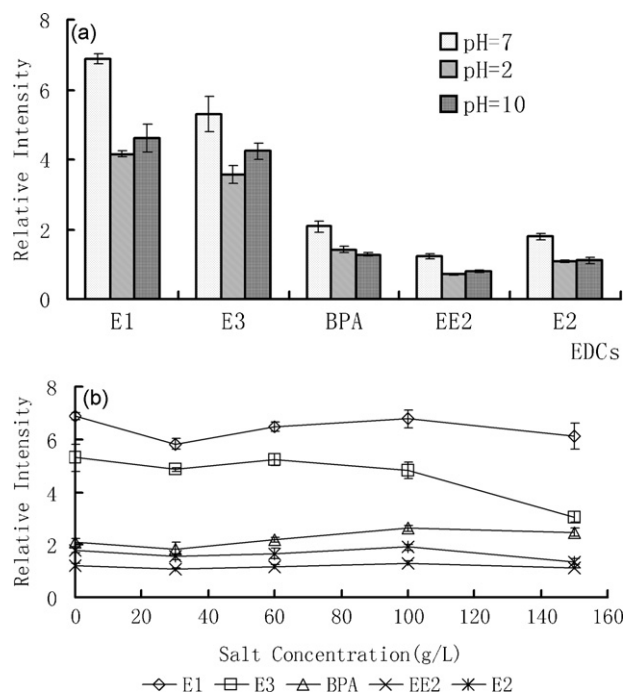 (a)
8
6
4
2
0
Relative Intensity
pH=7
pH=2
pH=10
E1 E3 BPA EE2 E2
EDCs
(b)
8
6
4
2
0
Relative Intensity
0 20 40 60 80 100 120 140 160
Salt Concentration(g/L)
E1 E3 BPA EE2 E2